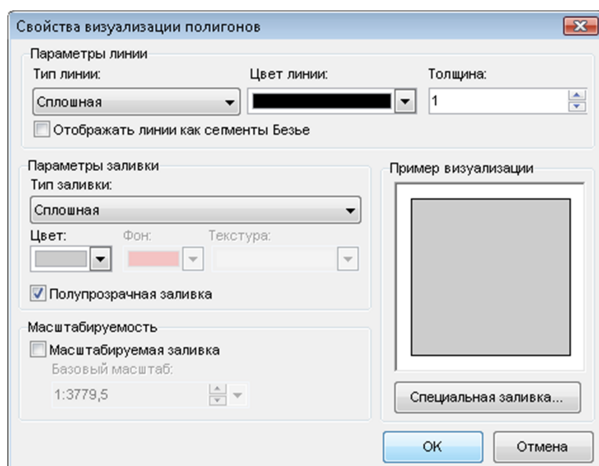 Свойства визуализации полигонов
Параметры линии
Тип линии: Цвет линии: Толщина:
Сплошная 1
Отображать линии как сегменты Безье
Параметры заливки Пример визуализации
Тип заливки:
Сплошная
Цвет: Фон: Текстура:
Полупрозрачная заливка
Масштабируемость
Масштабируемая заливка
Базовый масштаб:
1:3779,5
Специальная заливка...
OK Отмена